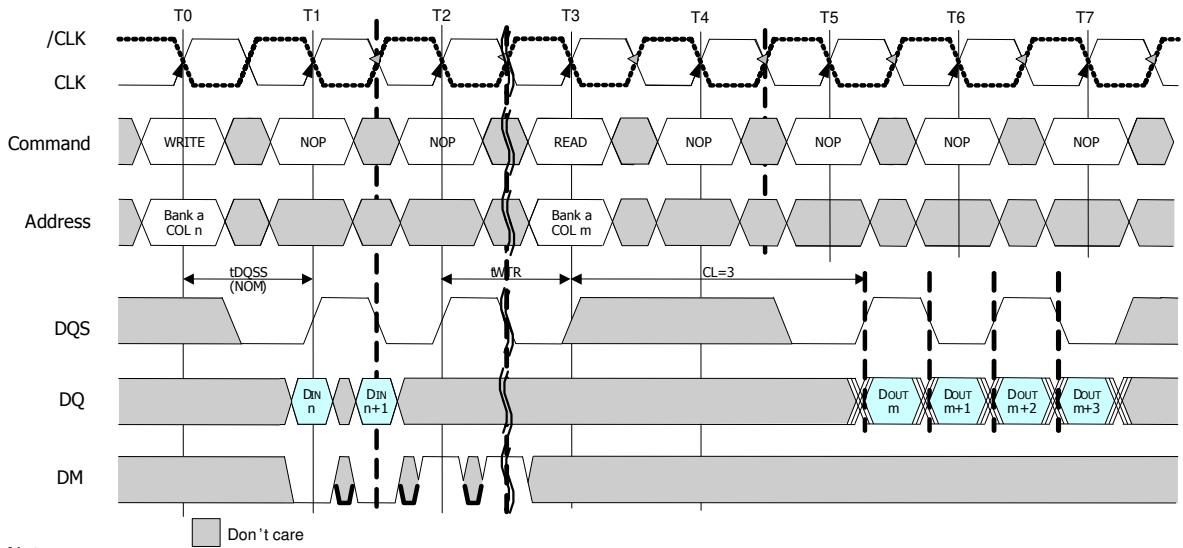 T0 T1 T2 T3 T4 T5 T6 T7
/CLK
CLK
Command WRITE NOP NOP READ NOP NOP NOP NOP
Address Bank a COL n Bank a COL m
tDQSS (NOM) tWTR CL=3
DQS
DQ DIN n DIN n+1 DOUT m DOUT m+1 DOUT m+2 DOUT m+3
DM
Don't care